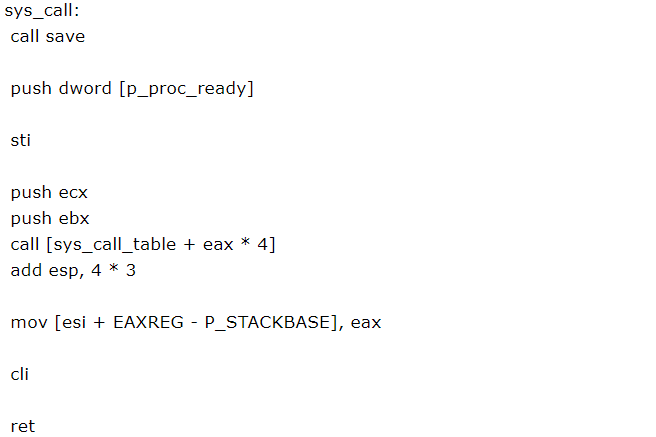 sys_call:
call save
push dword [p_proc_ready]
sti
push ecx
push ebx
call [sys_call_table + eax * 4]
add esp, 4 * 3
mov [esi + EAXREG - P_STACKBASE], eax
cli
ret